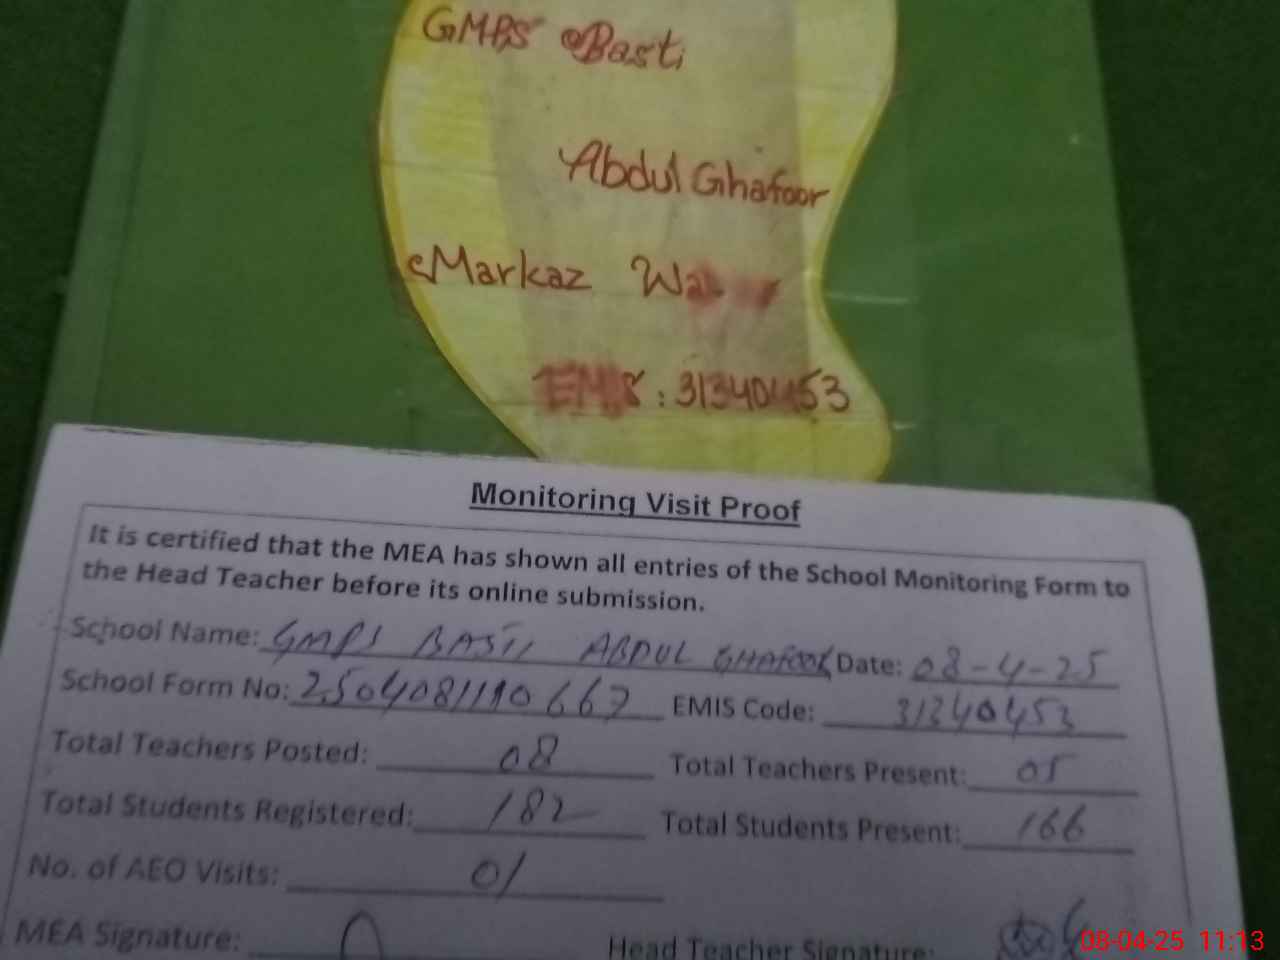 GMPS Basti
Abdul Ghafoor
Markaz
EMIS : 31340453
Monitoring Visit Proof
It is certified that the MEA has shown all entries of the School Monitoring Form to
the Head Teacher before its online submission.
School Name: GMPS BASTI ABDUL GHAFOOR Date: 08-4-25
School Form No: EMIS Code: 31340453
Total Teachers Posted: 08 Total Teachers Present: 05
Total Students Registered: 182 Total Students Present: 166
No. of AEO Visits: 01
MEA Signature: Head Teacher Signature:
08-04-25 11:13